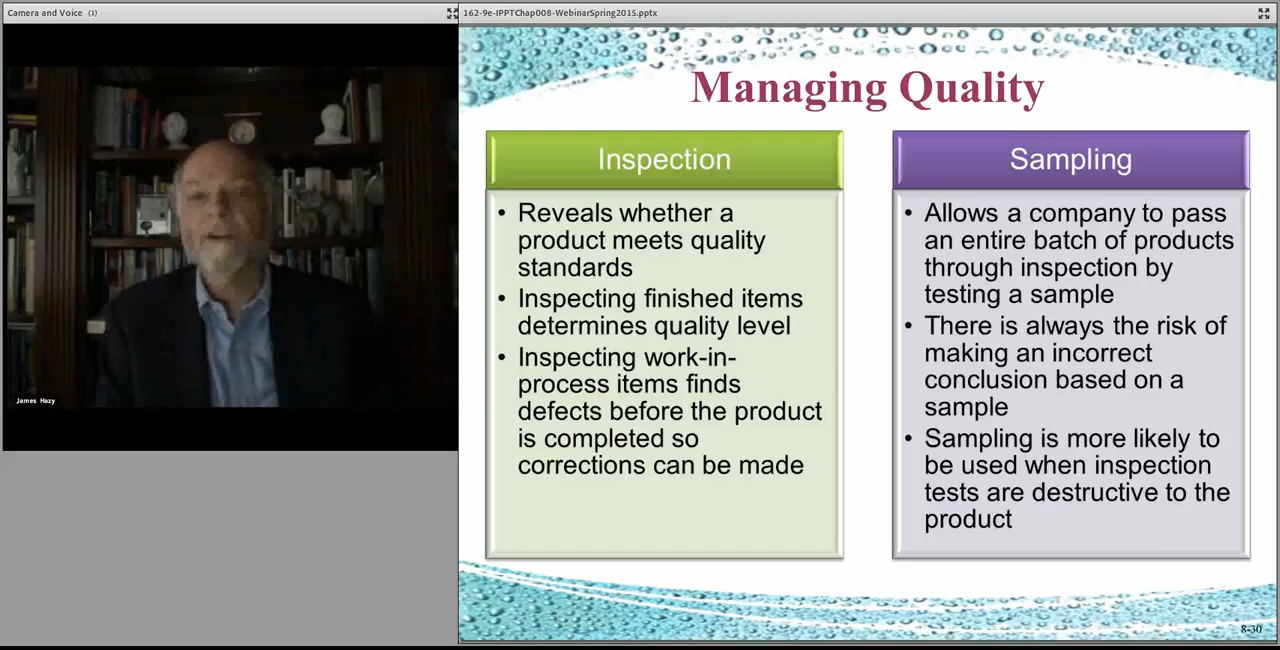 Camera and Voice (1)
162-9e-IPPTChap008-WebinarSpring2015.pptx
Managing Quality
Inspection
• Reveals whether a
product meets quality
standards
• Inspecting finished items
determines quality level
• Inspecting work-in-
process items finds
defects before the product
is completed so
corrections can be made
Sampling
• Allows a company to pass
an entire batch of products
through inspection by
testing a sample
• There is always the risk of
making an incorrect
conclusion based on a
sample
• Sampling is more likely to
be used when inspection
tests are destructive to the
product
James Hazy
8-30